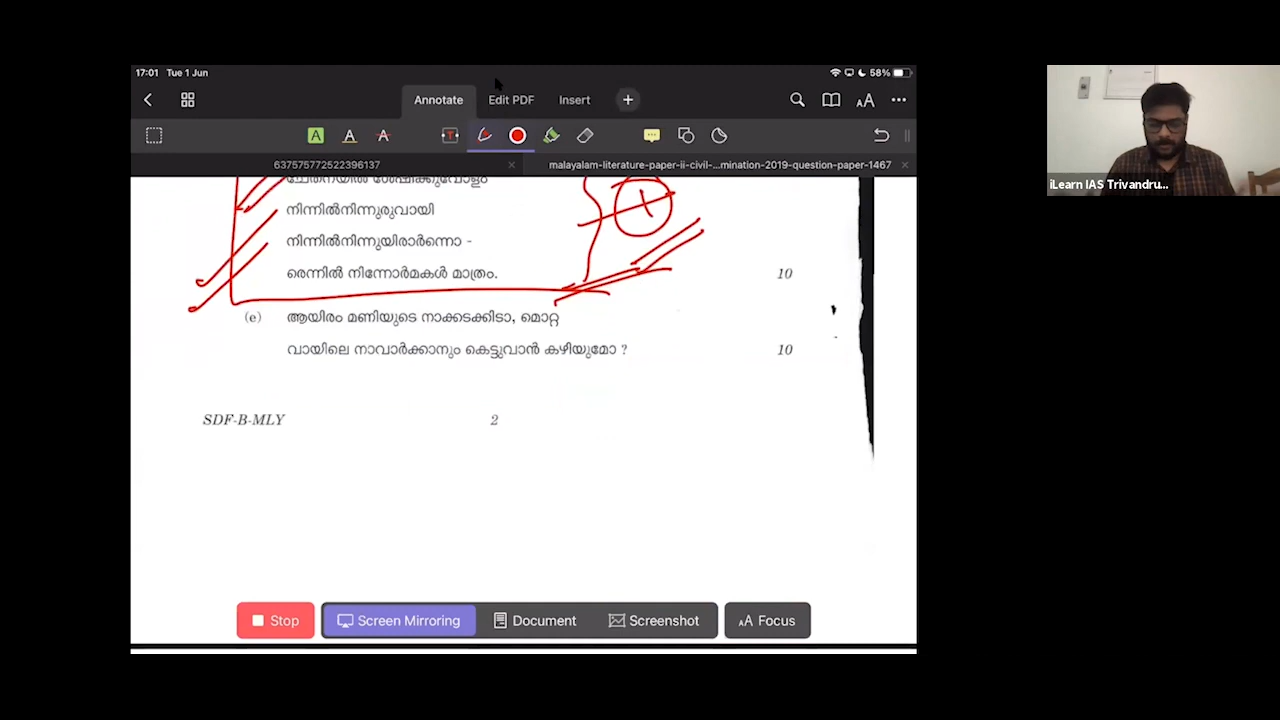 17:01 Tue 1 Jun
58%
Annotate Edit PDF Insert
637575772522396137
malayalam-literature-paper-ii-civil-...mination-2019-question-paper-1467
iLearn IAS Trivandru...
ചേതനയിൽ ശേഷിക്കുവോളം
നിന്നിൽനിന്നുരുവായി
നിന്നിൽനിന്നുയിരാർന്നൊ -
രെന്നിൽ നിന്നോർമകൾ മാത്രം. 10
(e) ആയിരം മണിയുടെ നാക്കടക്കിടാ, മൊറ്റ
വായിലെ നാവാർക്കാനും കെട്ടുവാൻ കഴിയുമോ ? 10
SDF-B-MLY 2
Stop Screen Mirroring Document Screenshot AA Focus